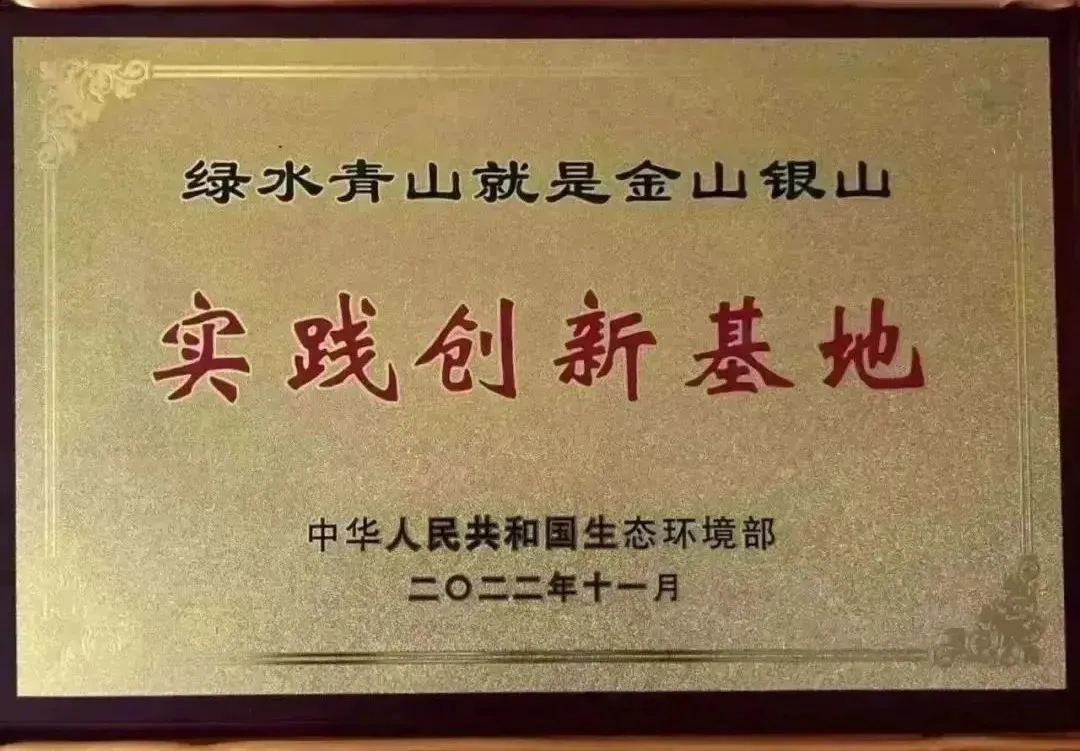 绿水青山就是金山银山
实践创新基地
中华人民共和国生态环境部
二〇二二年十一月